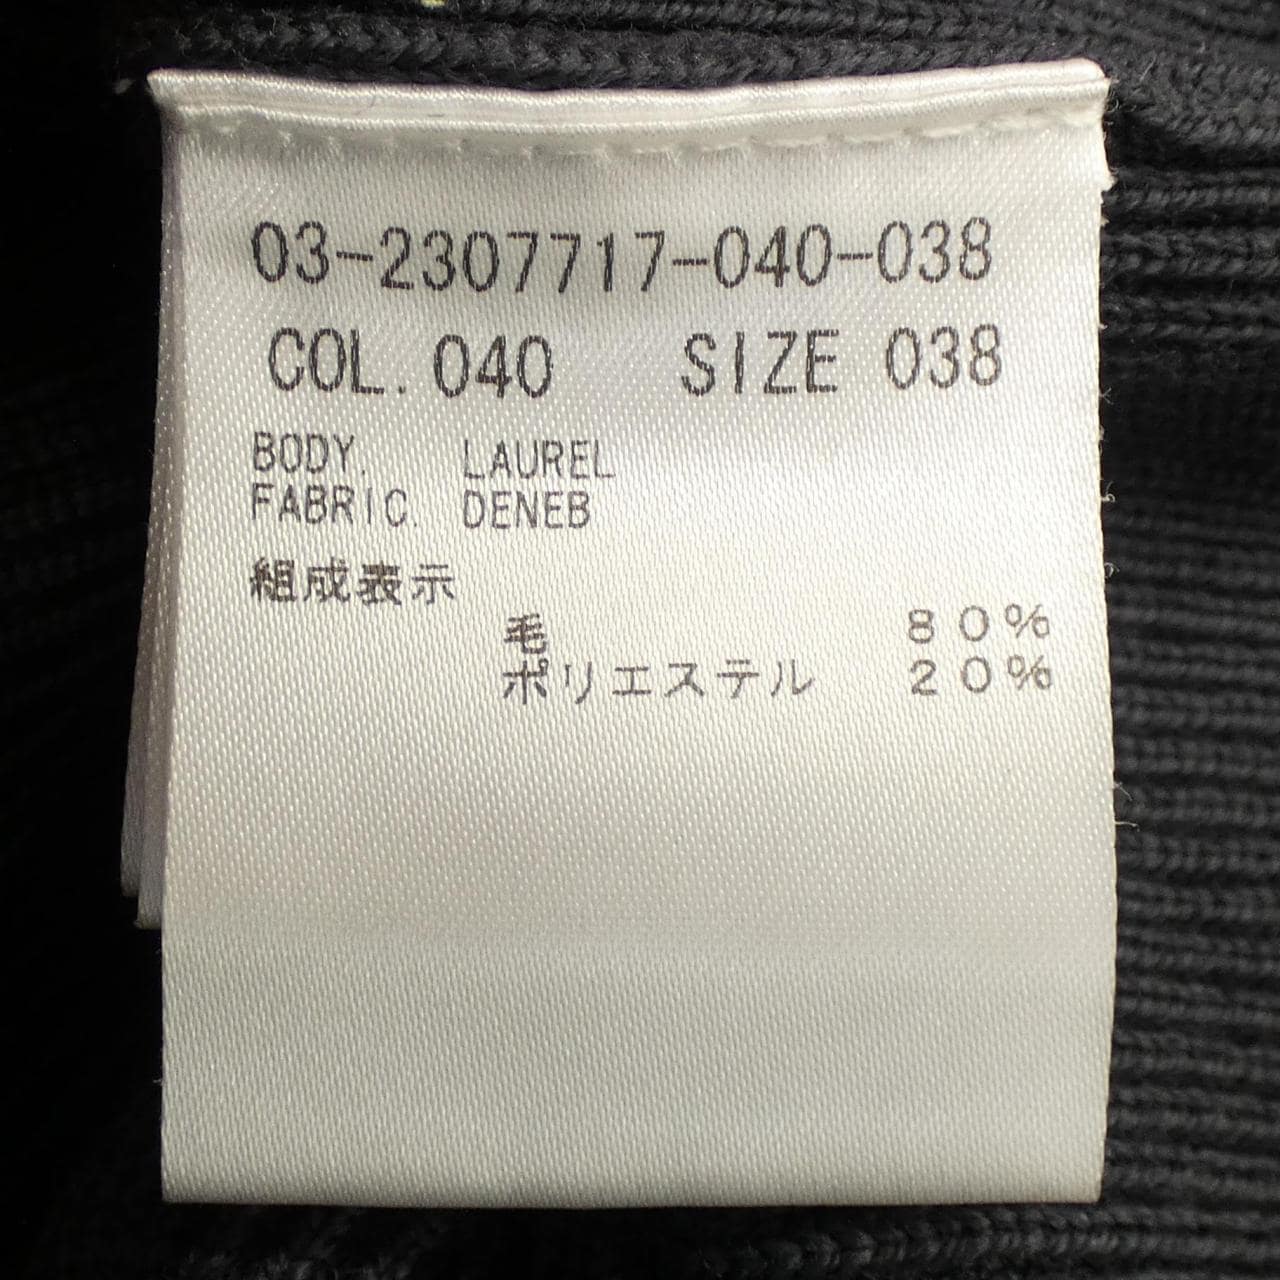 03-2307717-040-038
COL. 040 SIZE 038
BODY. LAUREL
FABRIC. DENEB
組成表示
毛 80%
ポリエステル 20%